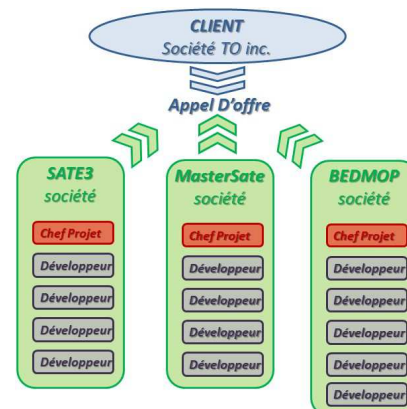 CLIENT
Société TO inc.
Appel D'offre
SATE3
société
Chef Projet
Développeur
Développeur
Développeur
Développeur
MasterSate
société
Chef Projet
Développeur
Développeur
Développeur
Développeur
BEDMOP
société
Chef Projet
Développeur
Développeur
Développeur
Développeur
Développeur